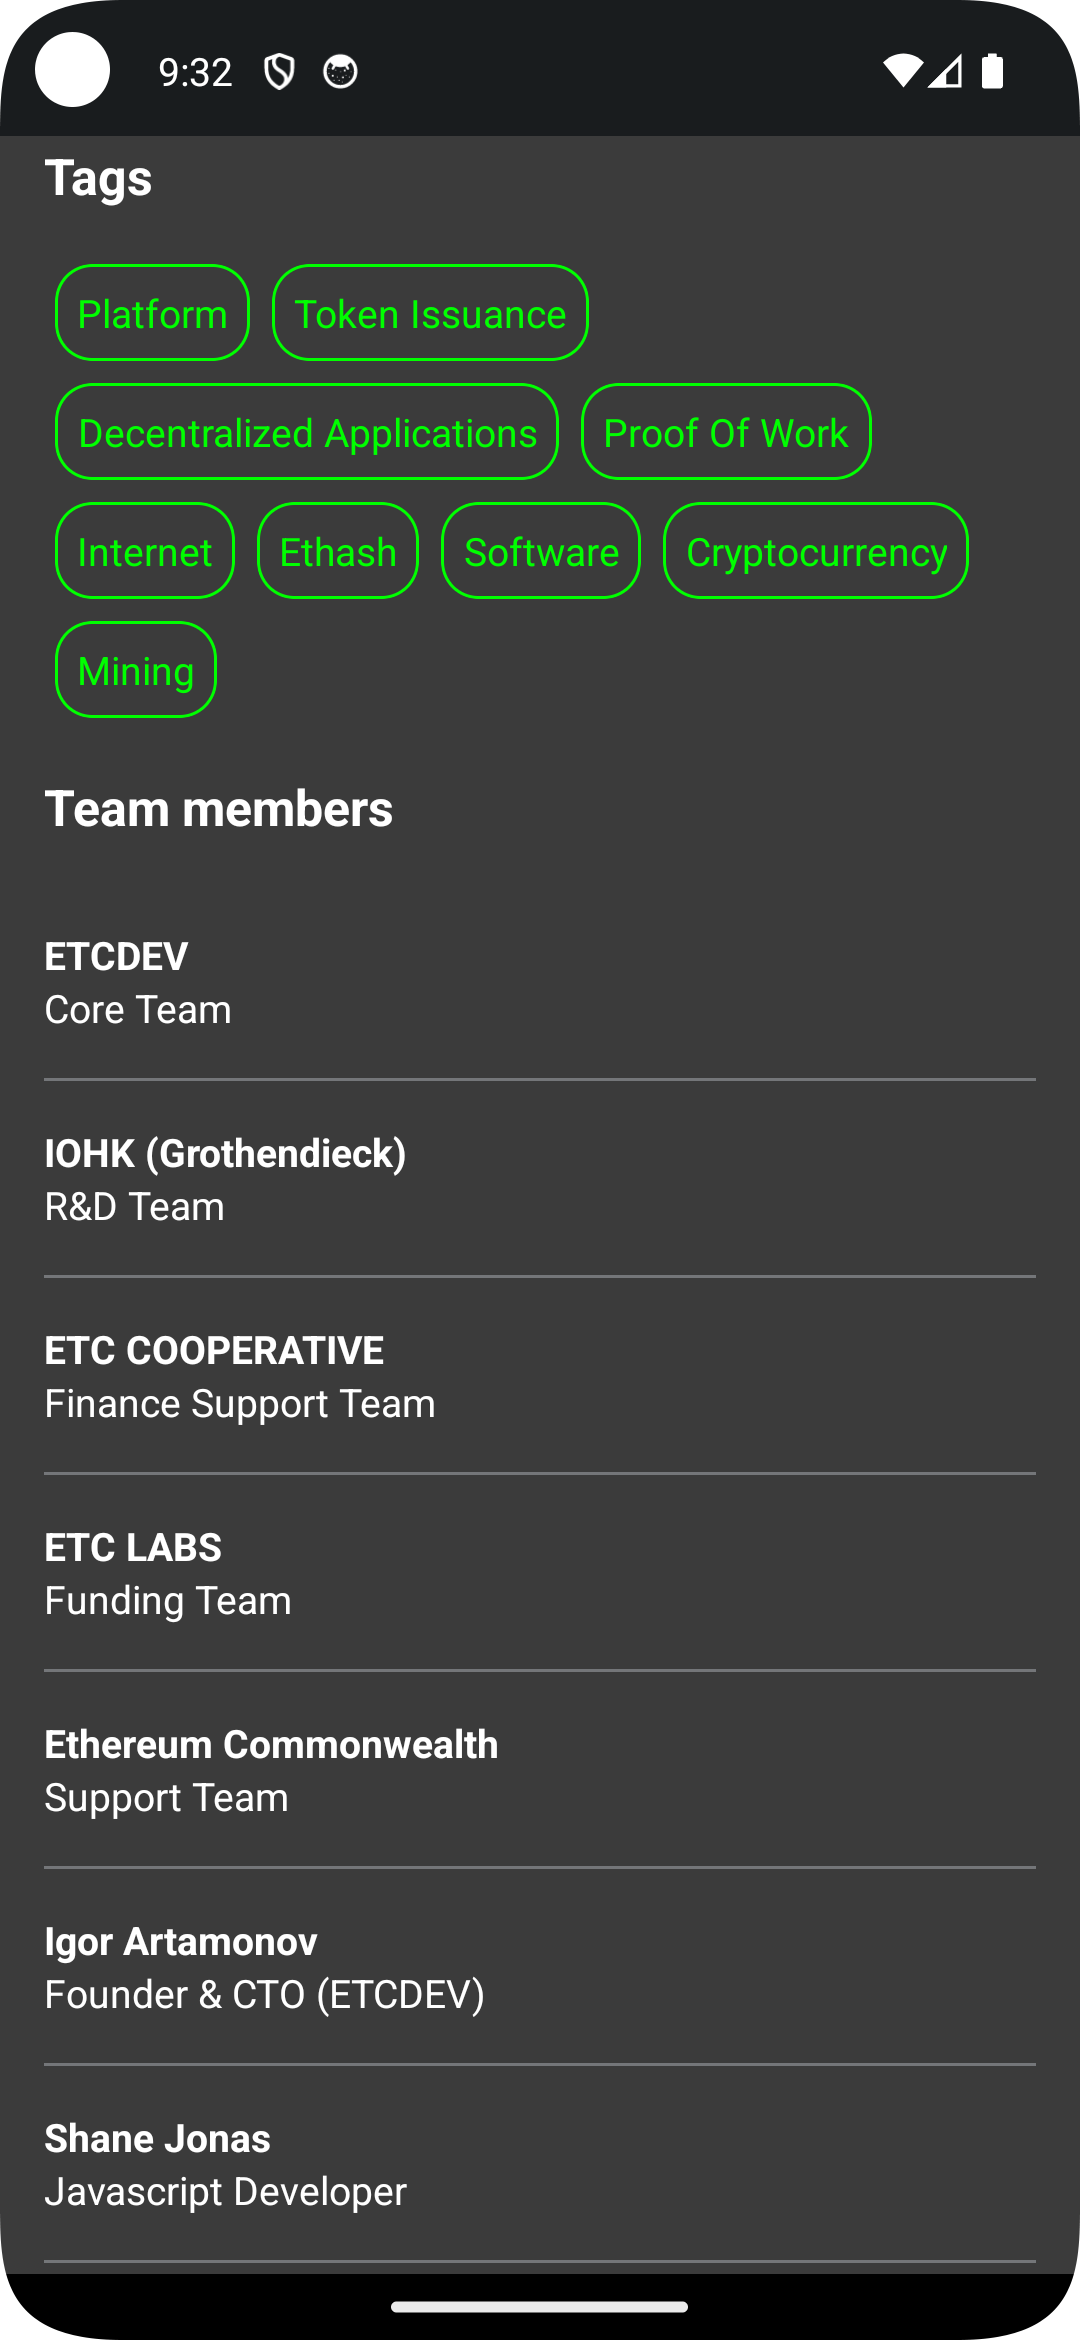 9:32
Tags
Platform Token Issuance
Decentralized Applications Proof Of Work
Internet Ethash Software Cryptocurrency
Mining
Team members
ETCDEV
Core Team
IOHK (Grothendieck)
R&D Team
ETC COOPERATIVE
Finance Support Team
ETC LABS
Funding Team
Ethereum Commonwealth
Support Team
Igor Artamonov
Founder & CTO (ETCDEV)
Shane Jonas
Javascript Developer